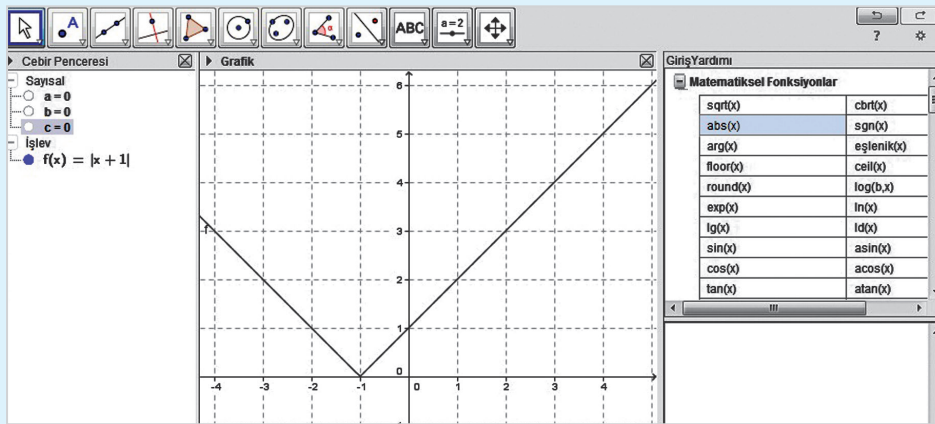 A
ABC
a=2
?
Cebir Penceresi
Sayısal
a = 0
b = 0
c = 0
İşlev
f(x) = |x + 1|
Grafik
6
5
4
3
2
1
0
-4 -3 -2 -1 0 1 2 3 4
f
GirişYardımı
Matematiksel Fonksiyonlar
sqrt(x) cbrt(x)
abs(x) sgn(x)
arg(x) eşlenik(x)
floor(x) ceil(x)
round(x) log(b,x)
exp(x) ln(x)
lg(x) ld(x)
sin(x) asin(x)
cos(x) acos(x)
tan(x) atan(x)